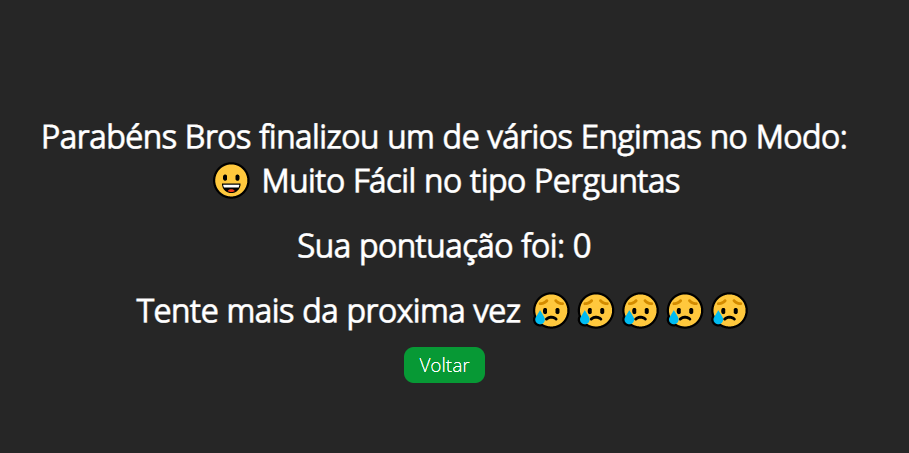 Parabéns Bros finalizou um de vários Engimas no Modo:
😀 Muito Fácil no tipo Perguntas
Sua pontuação foi: 0
Tente mais da proxima vez 😥😥😥😥😥
Voltar